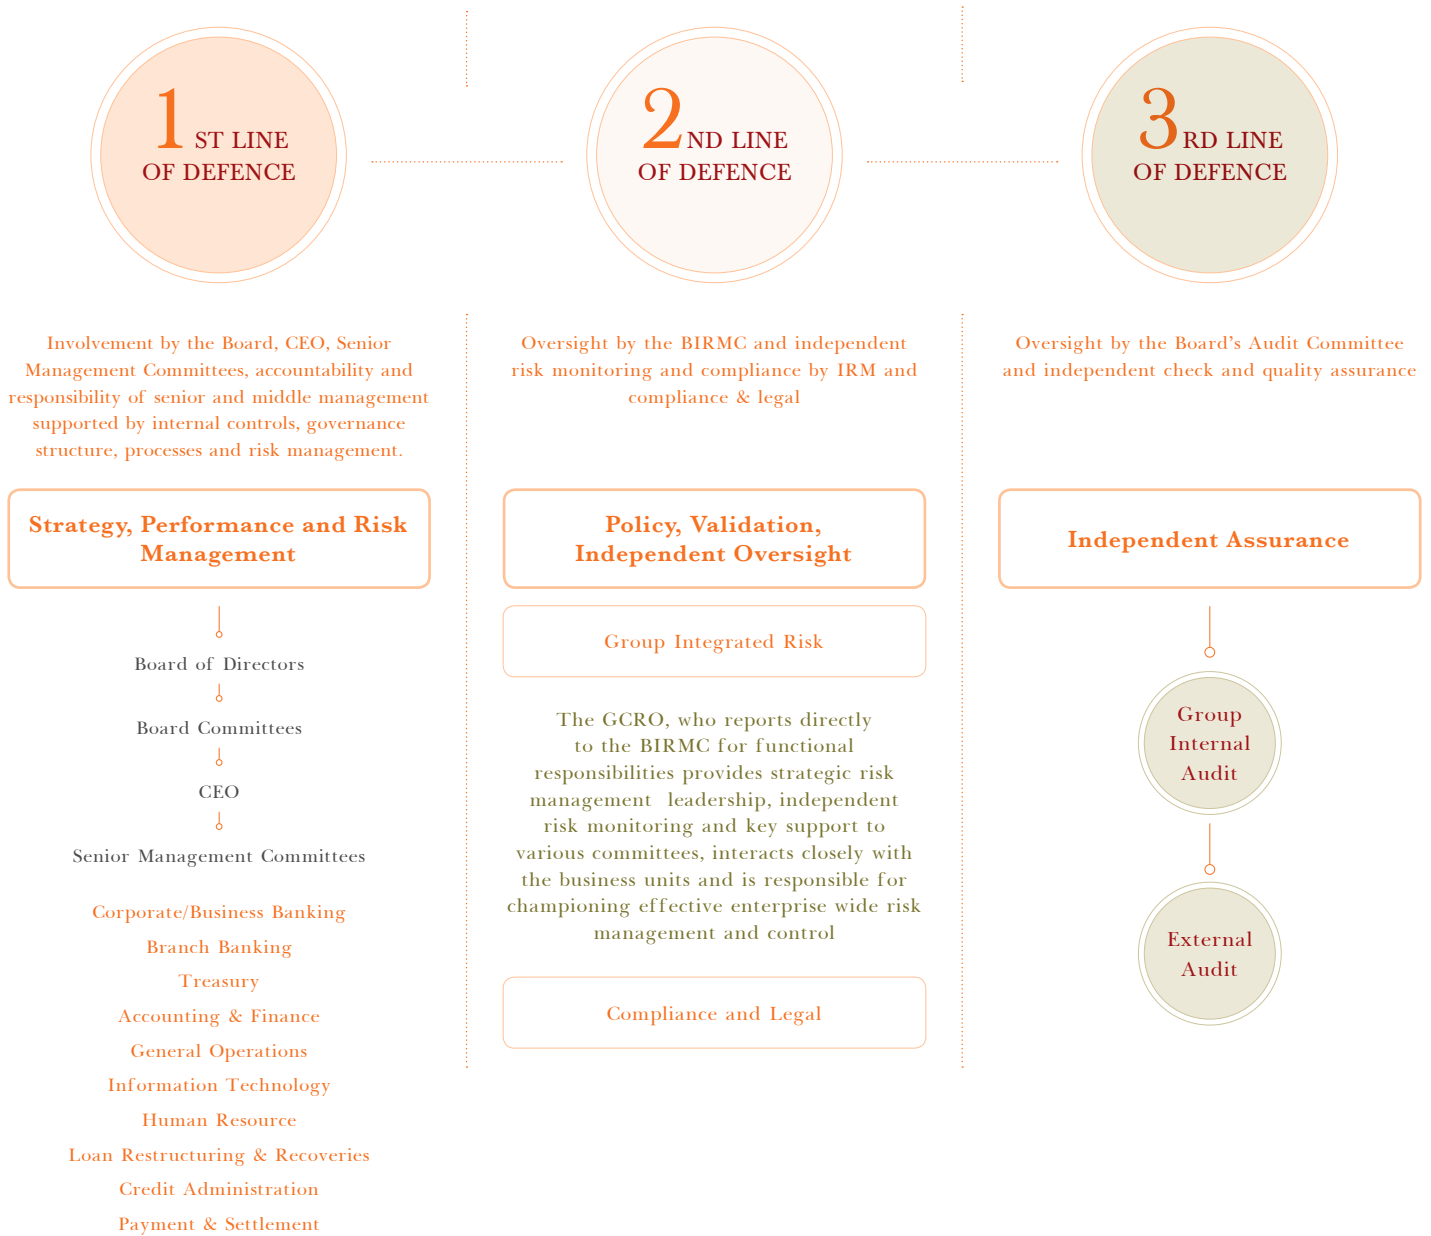 1 ST LINE
OF DEFENCE
Involvement by the Board, CEO, Senior
Management Committees, accountability and
responsibility of senior and middle management
supported by internal controls, governance
structure, processes and risk management.
Strategy, Performance and Risk
Management
Board of Directors
Board Committees
CEO
Senior Management Committees
Corporate/Business Banking
Branch Banking
Treasury
Accounting & Finance
General Operations
Information Technology
Human Resource
Loan Restructuring & Recoveries
Credit Administration
Payment & Settlement
2 ND LINE
OF DEFENCE
Oversight by the BIRMC and independent
risk monitoring and compliance by IRM and
compliance & legal
Policy, Validation,
Independent Oversight
Group Integrated Risk
The GCRO, who reports directly
to the BIRMC for functional
responsibilities provides strategic risk
management leadership, independent
risk monitoring and key support to
various committees, interacts closely with
the business units and is responsible for
championing effective enterprise wide risk
management and control
Compliance and Legal
3 RD LINE
OF DEFENCE
Oversight by the Board's Audit Committee
and independent check and quality assurance
Independent Assurance
Group
Internal
Audit
External
Audit